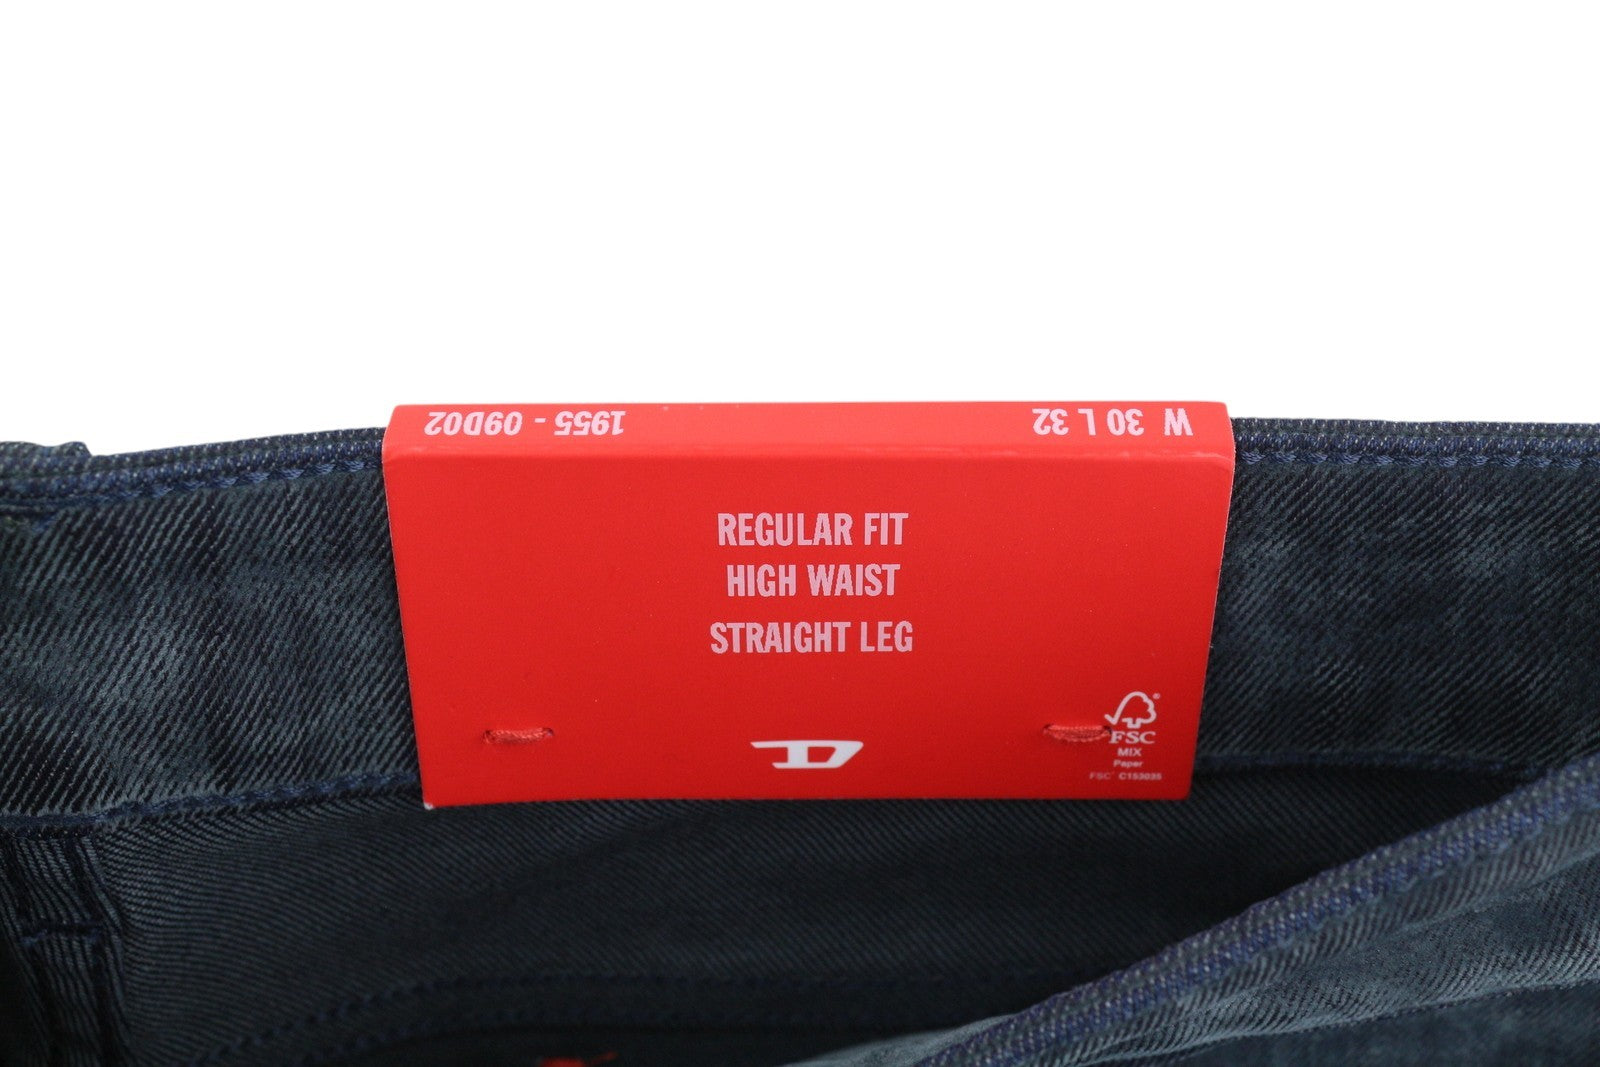 1955 - 09D02
W 30 L 32
REGULAR FIT
HIGH WAIST
STRAIGHT LEG
D
FSC
MIX
Paper
FSC® C153035